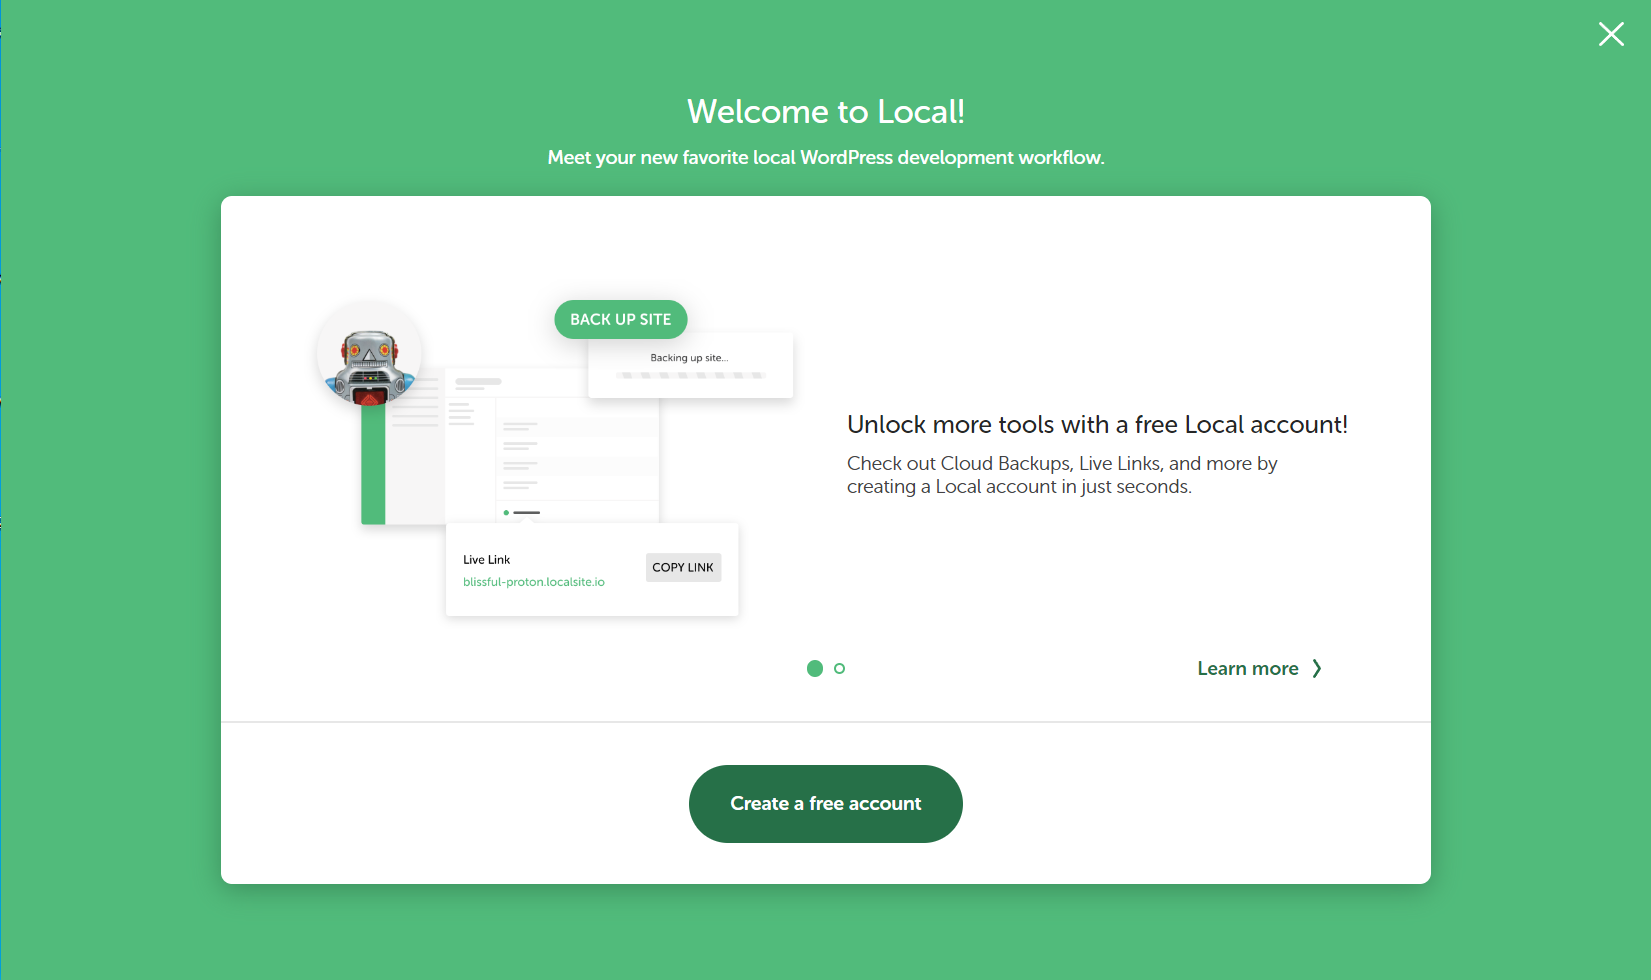 Welcome to Local!
Meet your new favorite local WordPress development workflow.
BACK UP SITE
Backing up site...
Unlock more tools with a free Local account!
Check out Cloud Backups, Live Links, and more by
creating a Local account in just seconds.
Live Link
blissful-proton.localsite.io
COPY LINK
Learn more
Create a free account